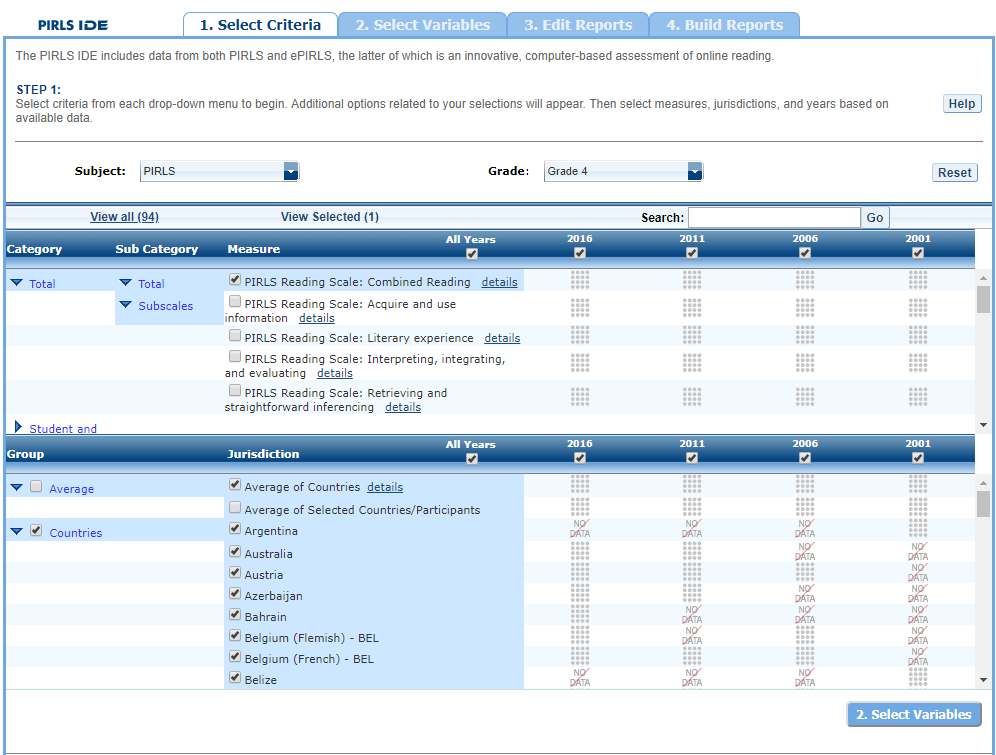 PIRLS IDE 1. Select Criteria 2. Select Variables 3. Edit Reports 4. Build Reports
The PIRLS IDE includes data from both PIRLS and ePIRLS, the latter of which is an innovative, computer-based assessment of online reading.
STEP 1:
Select criteria from each drop-down menu to begin. Additional options related to your selections will appear. Then select measures, jurisdictions, and years based on
available data.
Help
Subject: PIRLS Grade: Grade 4 Reset
View all (94) View Selected (1) Search: Go
Category Sub Category Measure All Years 2016 2011 2006 2001
Total Total PIRLS Reading Scale: Combined Reading details
Subscales PIRLS Reading Scale: Acquire and use
information details
PIRLS Reading Scale: Literary experience details
PIRLS Reading Scale: Interpreting, integrating,
and evaluating details
PIRLS Reading Scale: Retrieving and
straightforward inferencing details
Student and
Group Jurisdiction All Years 2016 2011 2006 2001
Average Average of Countries details
Average of Selected Countries/Participants
Countries Argentina NO DATA NO DATA NO DATA
Australia NO DATA NO DATA
Austria NO DATA
Azerbaijan NO DATA NO DATA
Bahrain NO DATA NO DATA NO DATA
Belgium (Flemish) - BEL NO DATA NO DATA
Belgium (French) - BEL NO DATA
Belize NO DATA NO DATA NO DATA
2. Select Variables